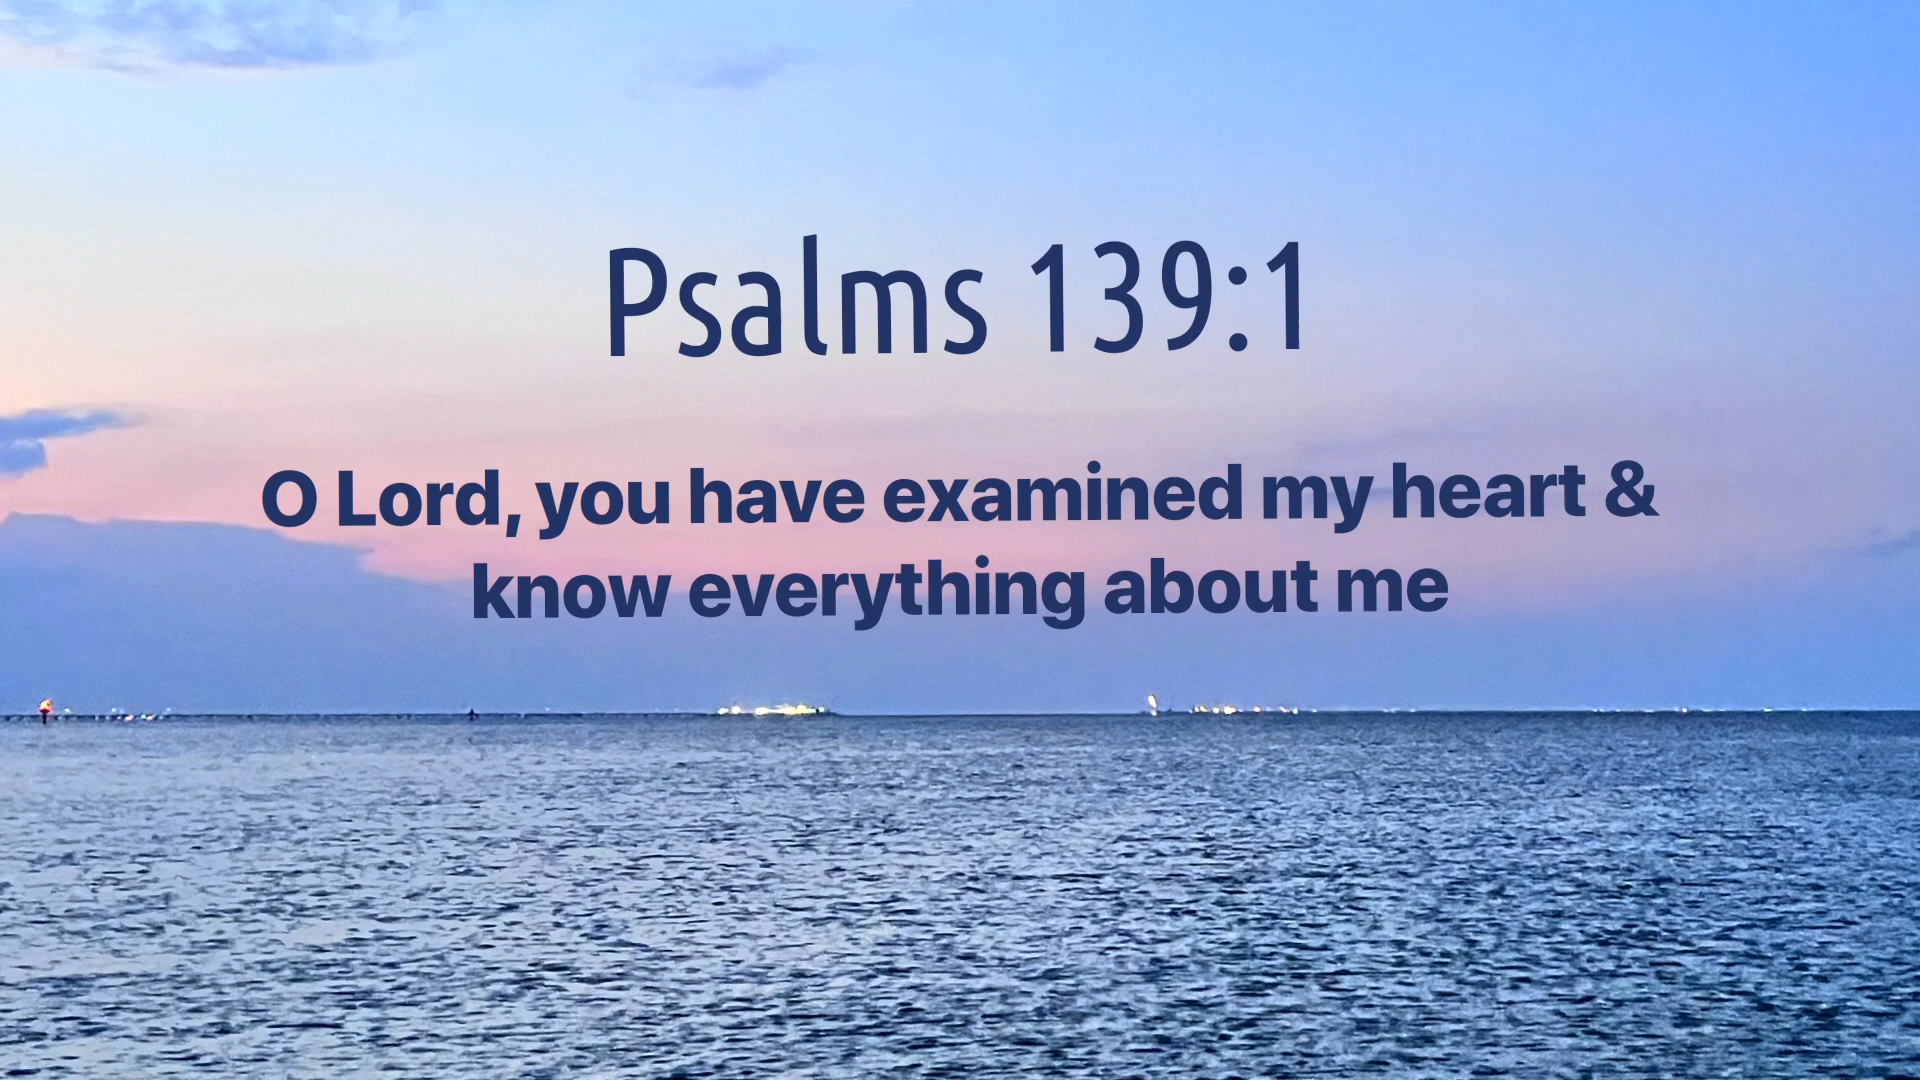 Psalms 139:1
O Lord, you have examined my heart &
know everything about me